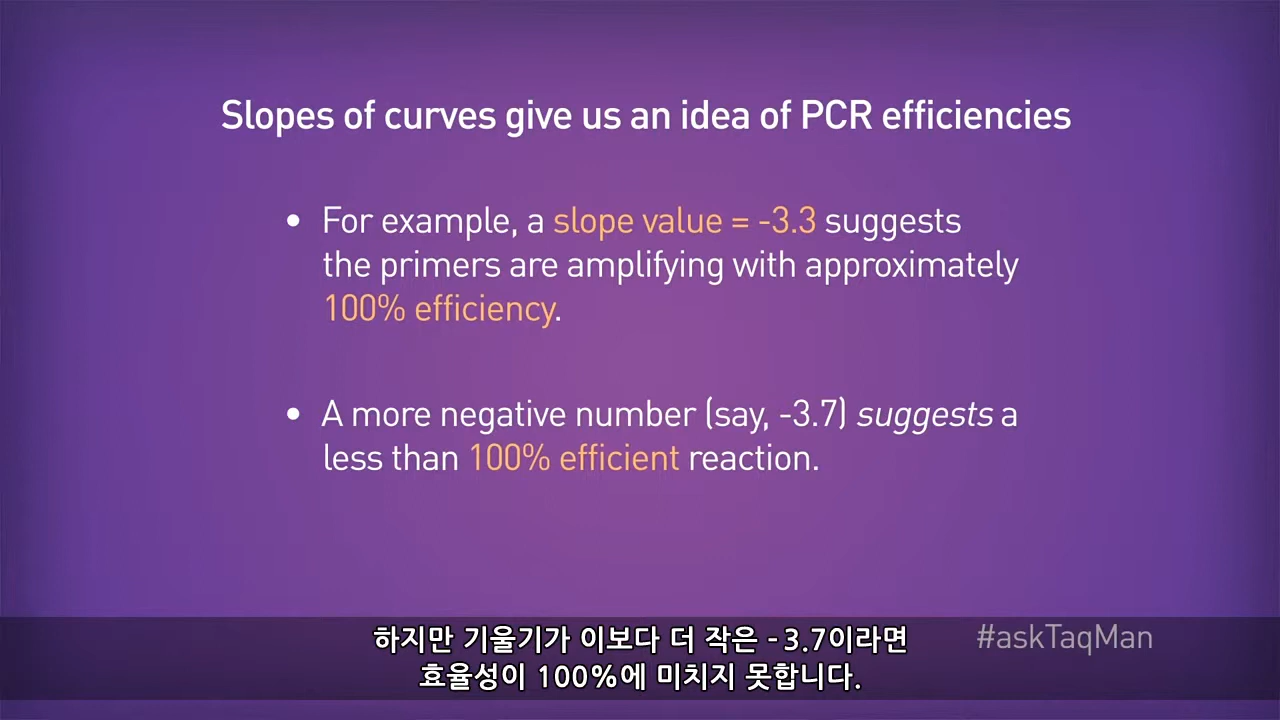 Slopes of curves give us an idea of PCR efficiencies
• For example, a slope value = -3.3 suggests
the primers are amplifying with approximately
100% efficiency.
• A more negative number (say, -3.7) suggests a
less than 100% efficient reaction.
하지만 기울기가 이보다 더 작은 -3.7이라면
효율성이 100%에 미치지 못합니다.
#askTaqMan